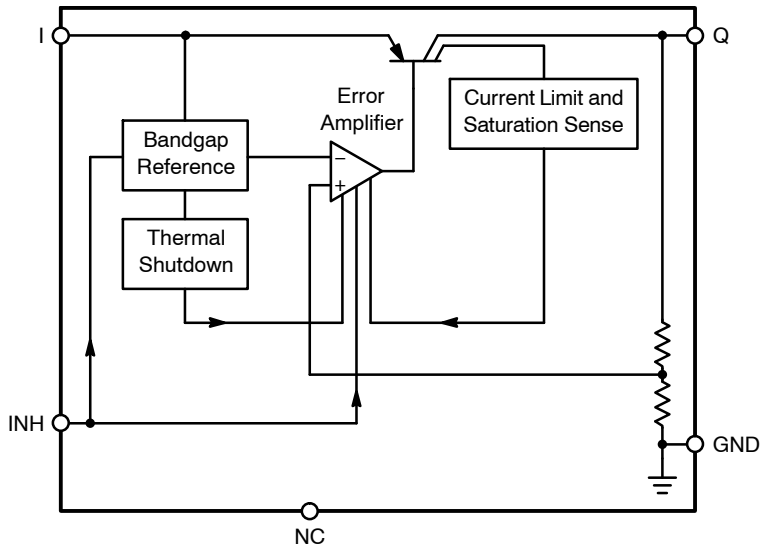 I
Q
Error
Amplifier
Current Limit and
Saturation Sense
Bandgap
Reference
−
+
Thermal
Shutdown
INH
GND
NC